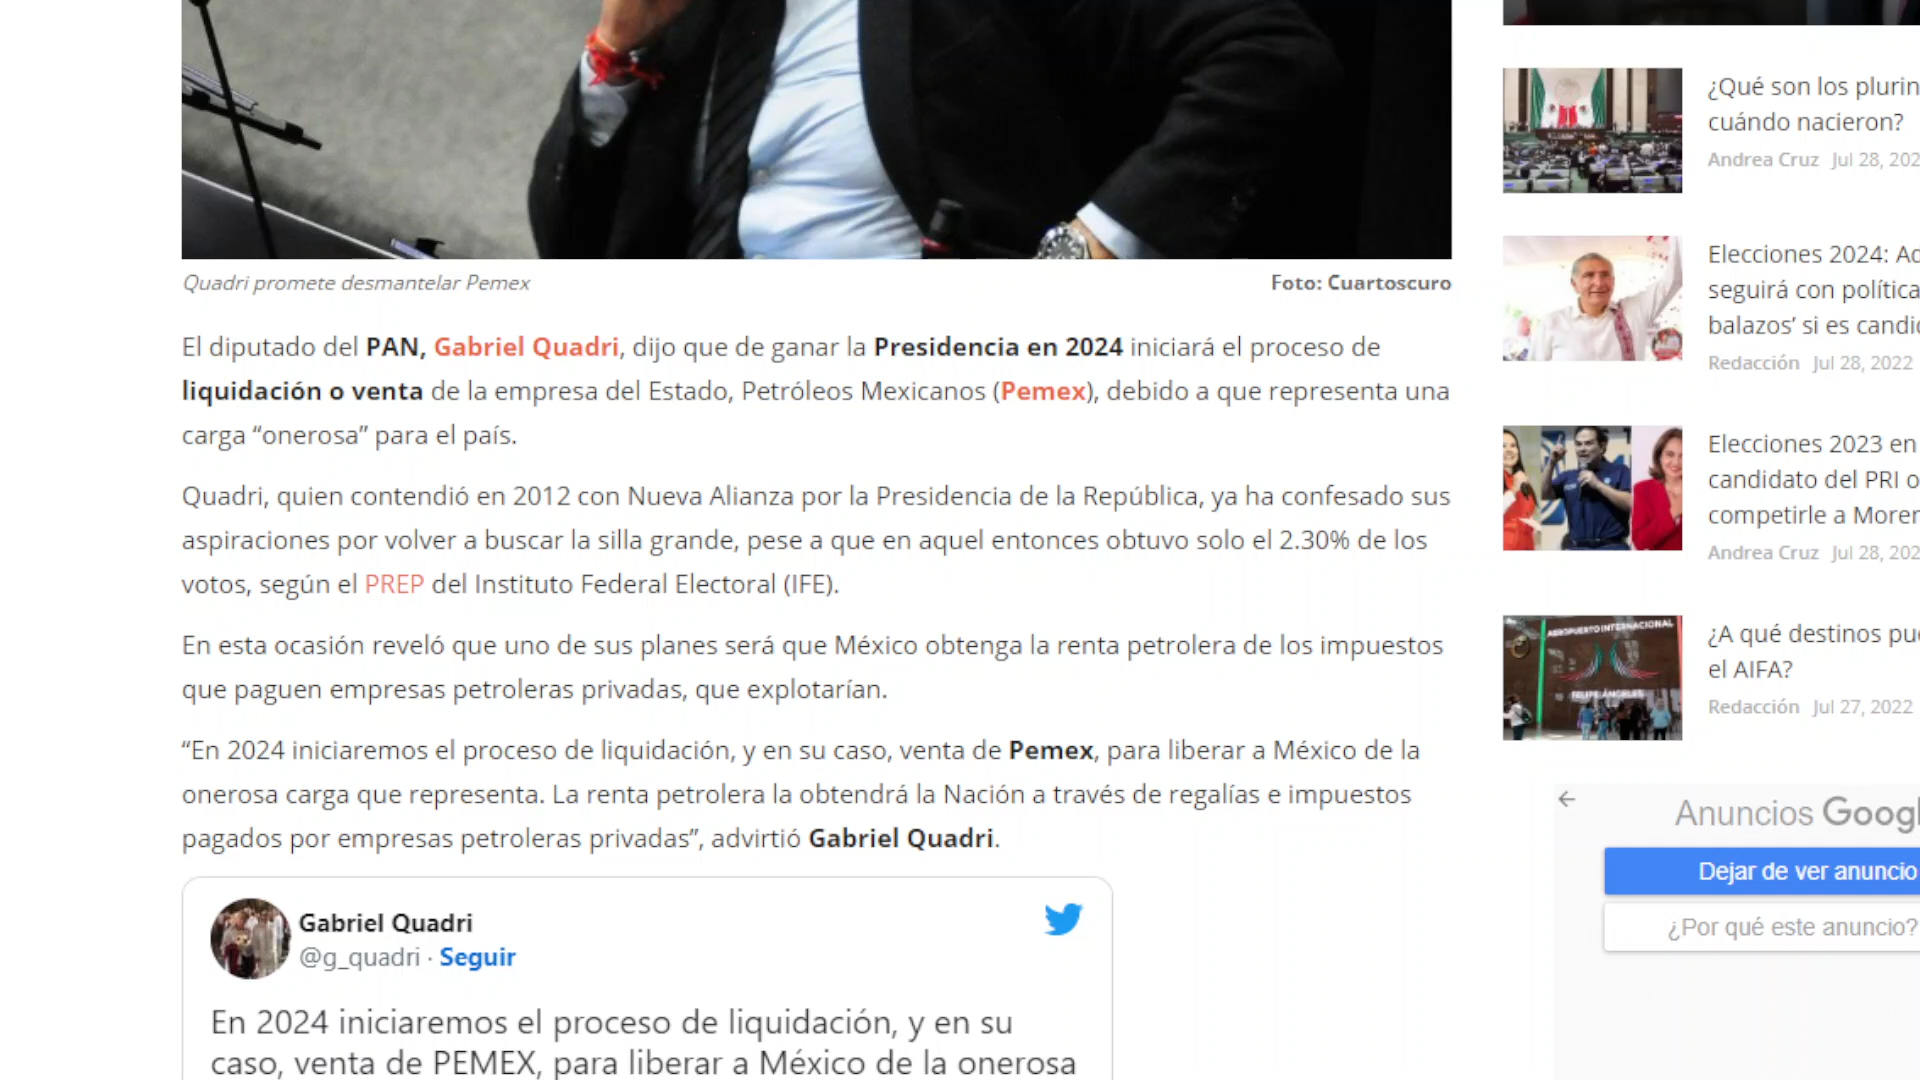 Quadri promete desmantelar Pemex
Foto: Cuartoscuro
El diputado del PAN, Gabriel Quadri, dijo que de ganar la Presidencia en 2024 iniciará el proceso de
liquidación o venta de la empresa del Estado, Petróleos Mexicanos (Pemex), debido a que representa una
carga “onerosa” para el país.
Quadri, quien contendió en 2012 con Nueva Alianza por la Presidencia de la República, ya ha confesado sus
aspiraciones por volver a buscar la silla grande, pese a que en aquel entonces obtuvo solo el 2.30% de los
votos, según el PREP del Instituto Federal Electoral (IFE).
En esta ocasión reveló que uno de sus planes será que México obtenga la renta petrolera de los impuestos
que paguen empresas petroleras privadas, que explotarían.
“En 2024 iniciaremos el proceso de liquidación, y en su caso, venta de Pemex, para liberar a México de la
onerosa carga que representa. La renta petrolera la obtendrá la Nación a través de regalías e impuestos
pagados por empresas petroleras privadas”, advirtió Gabriel Quadri.
Gabriel Quadri
@g_quadri · Seguir
En 2024 iniciaremos el proceso de liquidación, y en su
caso, venta de PEMEX, para liberar a México de la onerosa
¿Qué son los plurin
cuándo nacieron?
Andrea Cruz Jul 28, 202
Elecciones 2024: Ad
seguirá con política
balazos’ si es candid
Redacción Jul 28, 2022
Elecciones 2023 en
candidato del PRI o
competirle a Moren
Andrea Cruz Jul 28, 202
AEROPUERTO INTERNACIONAL
FELIPE ÁNGELES
¿A qué destinos pue
el AIFA?
Redacción Jul 27, 2022
Anuncios Googl
Dejar de ver anuncio
¿Por qué este anuncio?